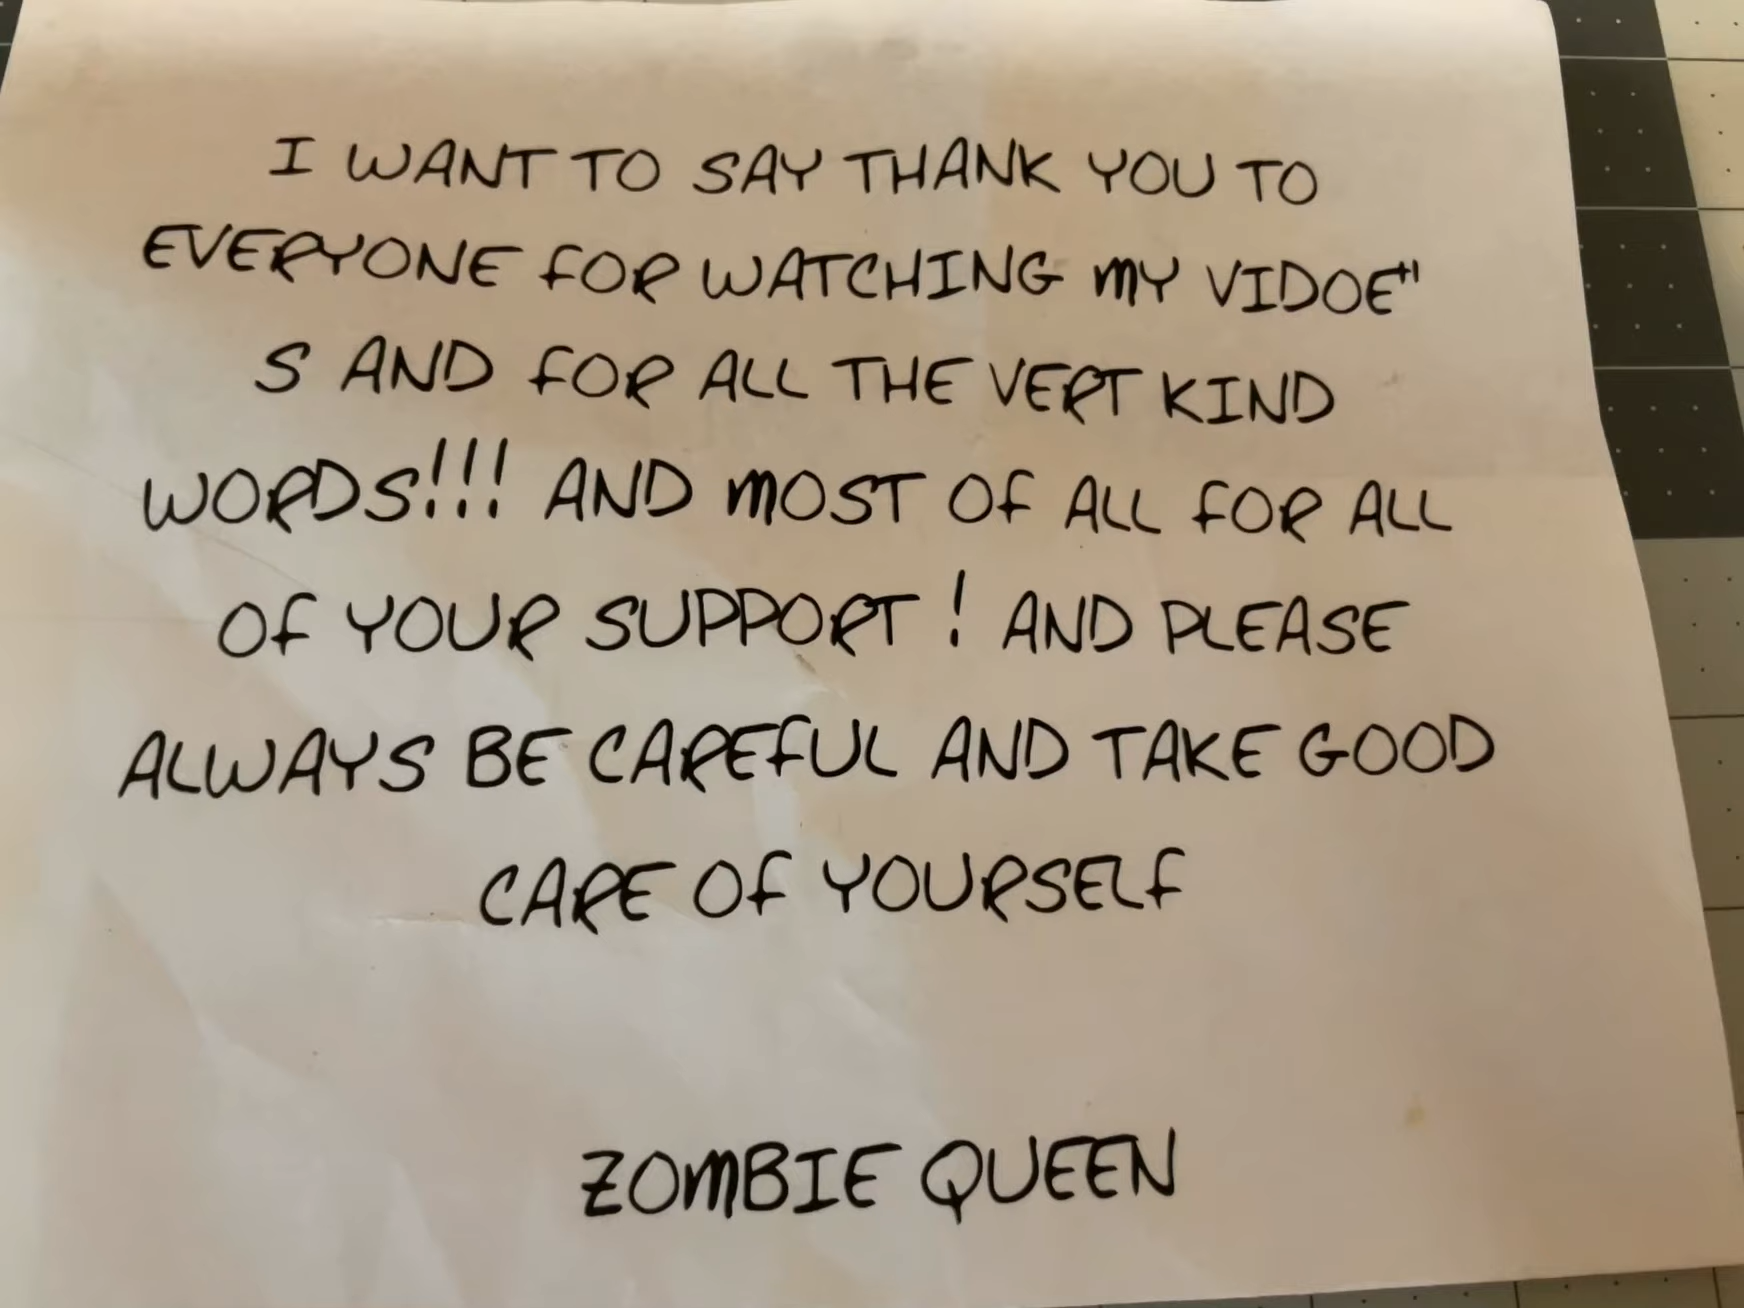 I WANT TO SAY THANK YOU TO
EVERYONE FOR WATCHING MY VIDOE"
S AND FOR ALL THE VERT KIND
WORDS!!! AND MOST OF ALL FOR ALL
OF YOUR SUPPORT! AND PLEASE
ALWAYS BE CAREFUL AND TAKE GOOD
CARE OF YOURSELF
ZOMBIE QUEEN